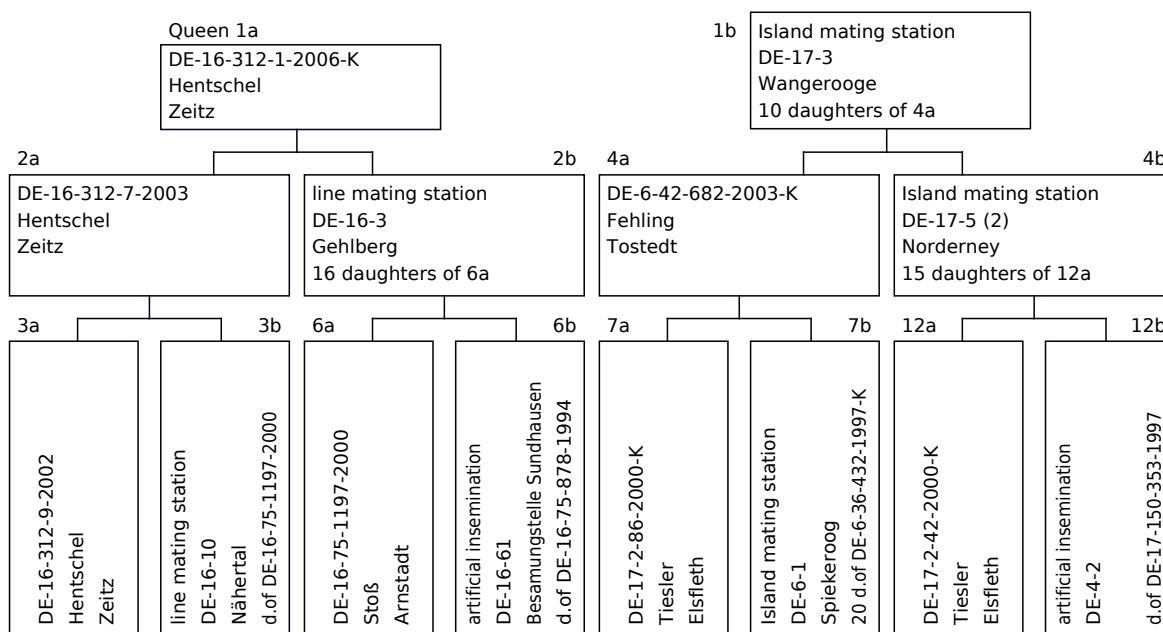 Queen 1a
DE-16-312-1-2006-K
Hentschel
Zeitz
1b
Island mating station
DE-17-3
Wangerooge
10 daughters of 4a
2a
DE-16-312-7-2003
Hentschel
Zeitz
2b
line mating station
DE-16-3
Gehlberg
16 daughters of 6a
4a
DE-6-42-682-2003-K
Fehling
Tostedt
4b
Island mating station
DE-17-5 (2)
Norderney
15 daughters of 12a
3a
DE-16-312-9-2002
Hentschel
Zeitz
3b
line mating station
DE-16-10
Nähertal
d.of DE-16-75-1197-2000
6a
DE-16-75-1197-2000
Stoß
Arnstadt
6b
artificial insemination
DE-16-61
Besamungstelle Sundhausen
d.of DE-16-75-878-1994
7a
DE-17-2-86-2000-K
Tiesler
Elsfleth
7b
Island mating station
DE-6-1
Spiekeroog
20 d.of DE-6-36-432-1997-K
12a
DE-17-2-42-2000-K
Tiesler
Elsfleth
12b
artificial insemination
DE-4-2
d.of DE-17-150-353-1997